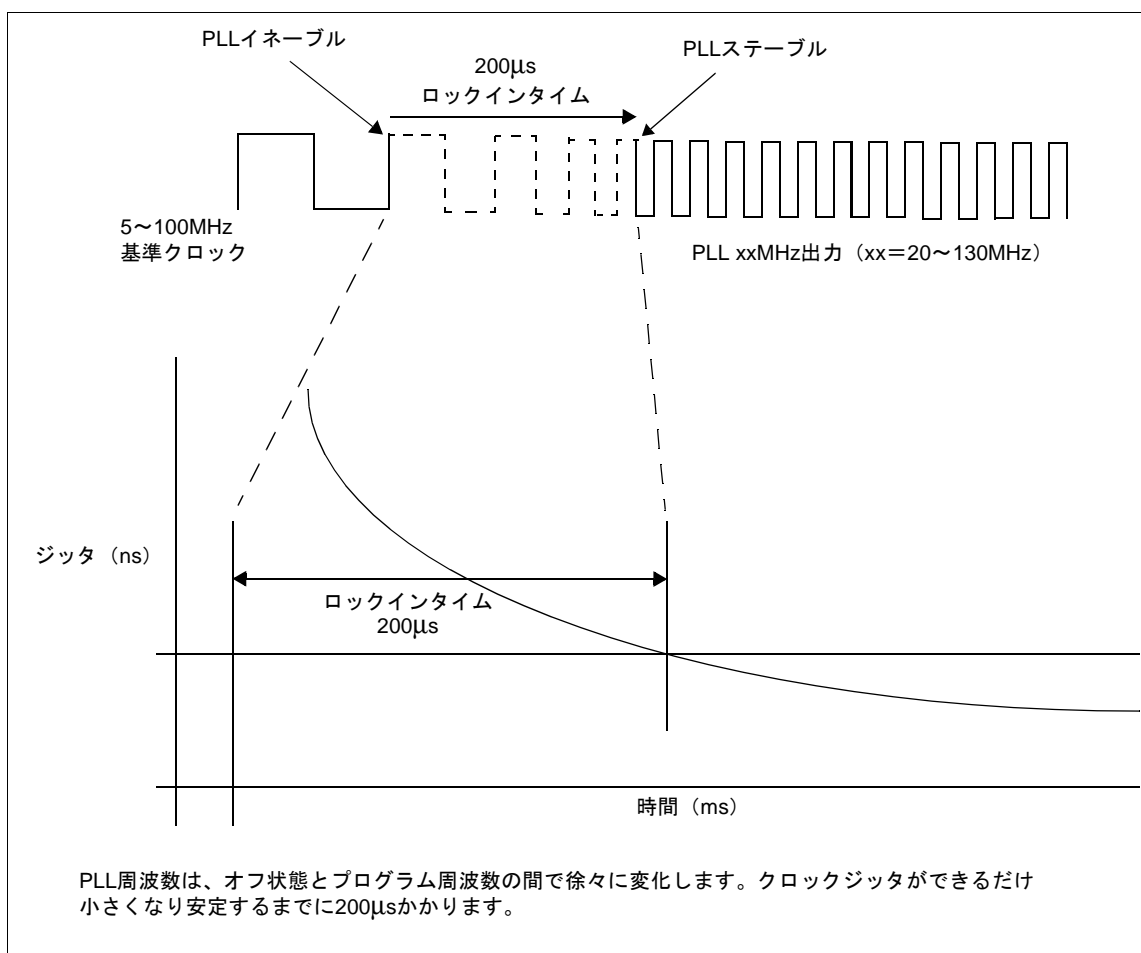 PLLイネーブル
PLLステーブル
200μs
ロックインタイム
5～100MHz
基準クロック
PLL xxMHz出力（xx＝20～130MHz）
ジッタ（ns）
ロックインタイム
200μs
時間（ms）
PLL周波数は、オフ状態とプログラム周波数の間で徐々に変化します。クロックジッタができるだけ
小さくなり安定するまでに200μsかかります。